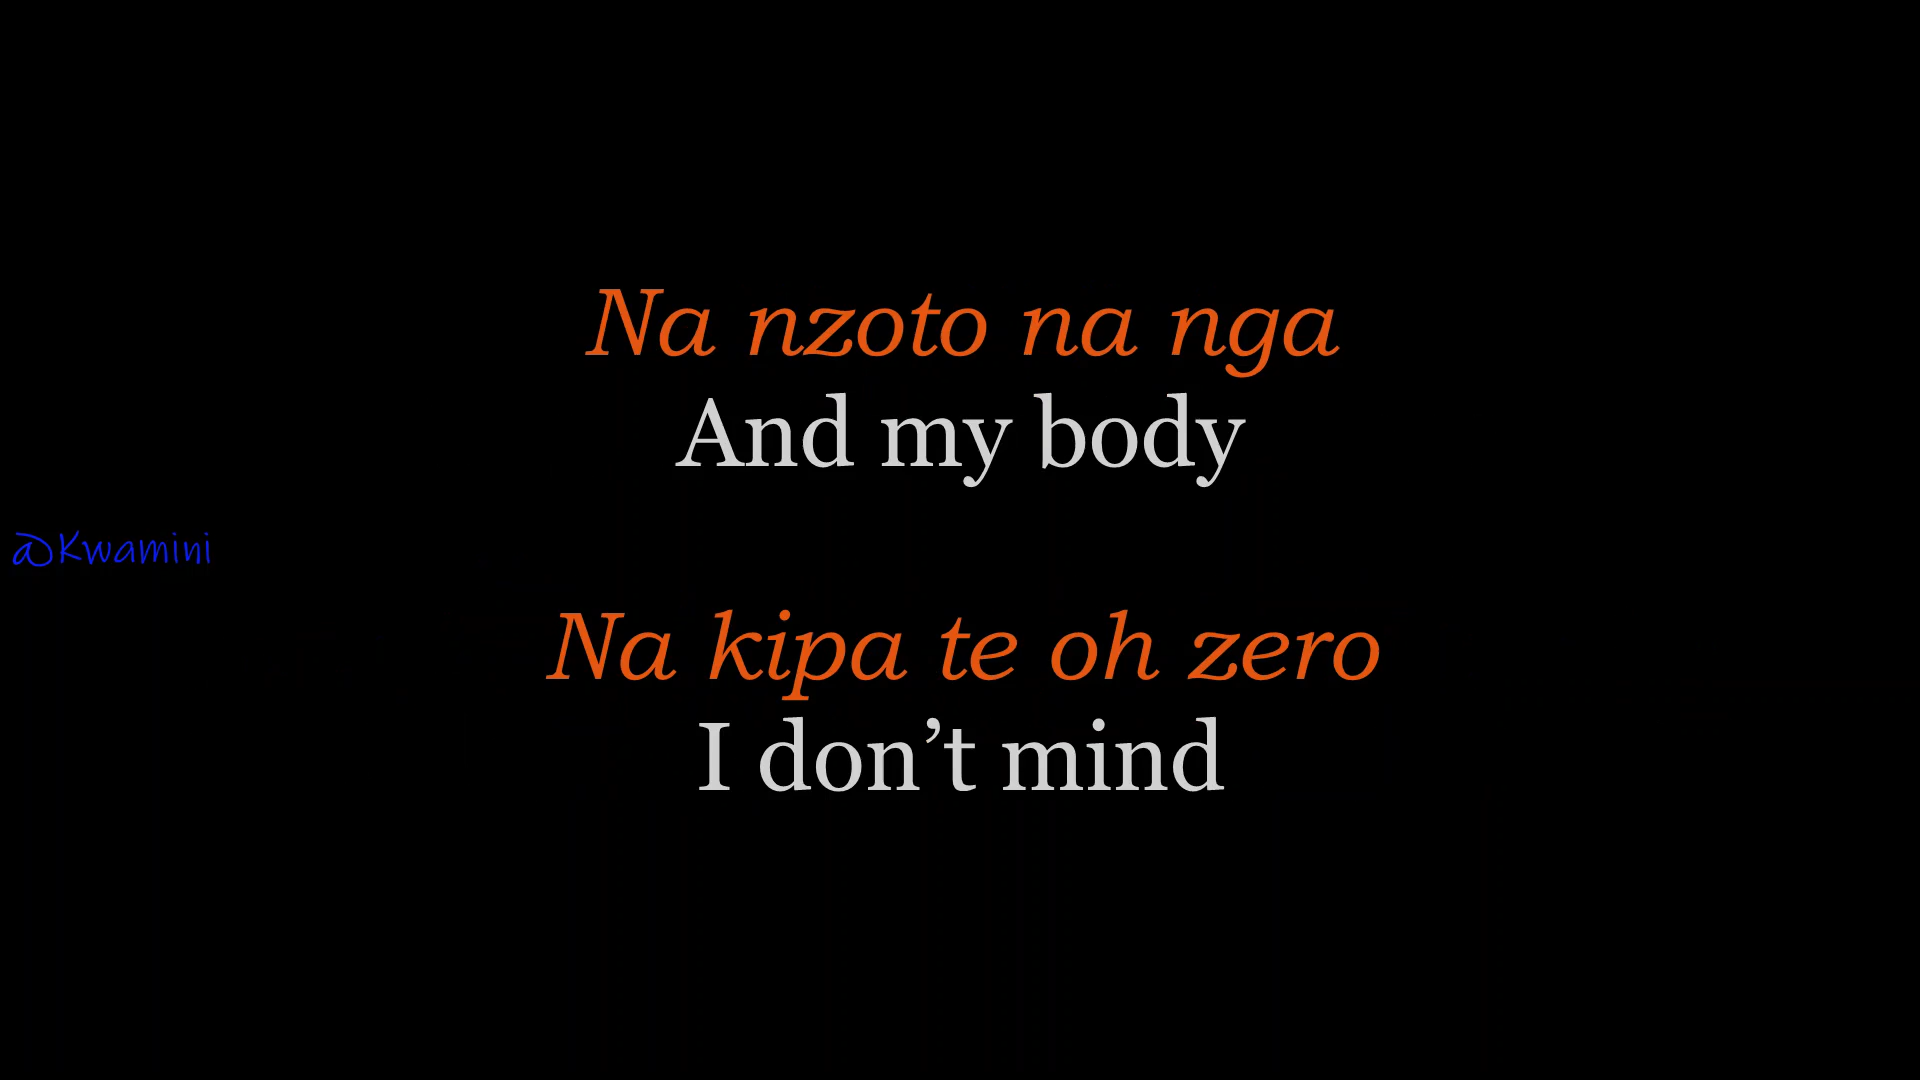 Na nzoto na nga
And my body
@Kwamini
Na kipa te oh zero
I don’t mind